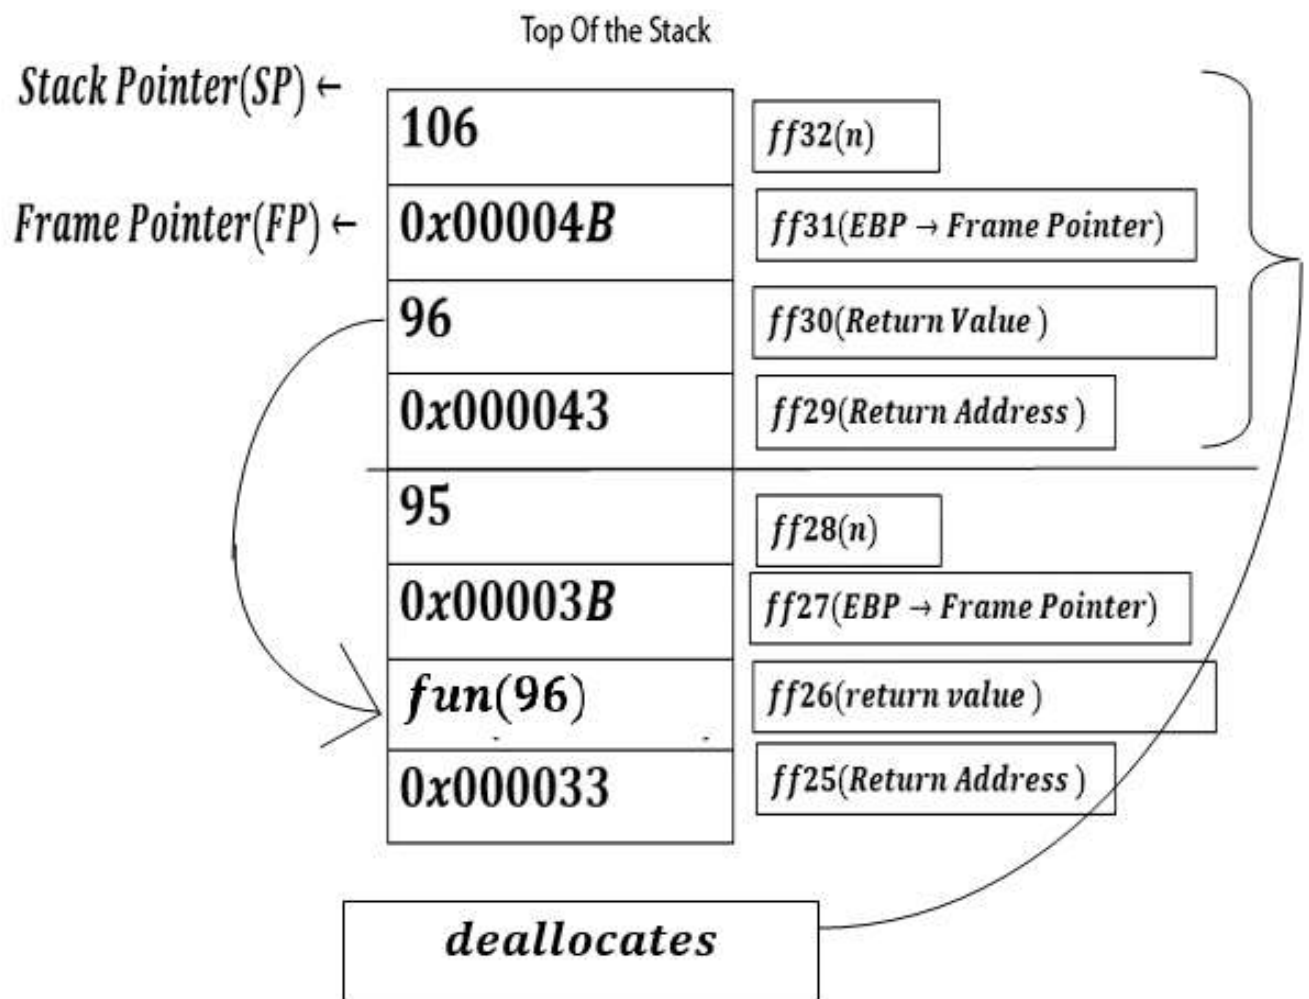 Top Of the Stack
Stack Pointer(SP) ←
106
ff32(n)
Frame Pointer(FP) ←
0x00004B
ff31(EBP → Frame Pointer)
96
ff30(Return Value )
0x000043
ff29(Return Address )
95
ff28(n)
0x00003B
ff27(EBP → Frame Pointer)
fun(96)
ff26(return value )
0x000033
ff25(Return Address )
deallocates